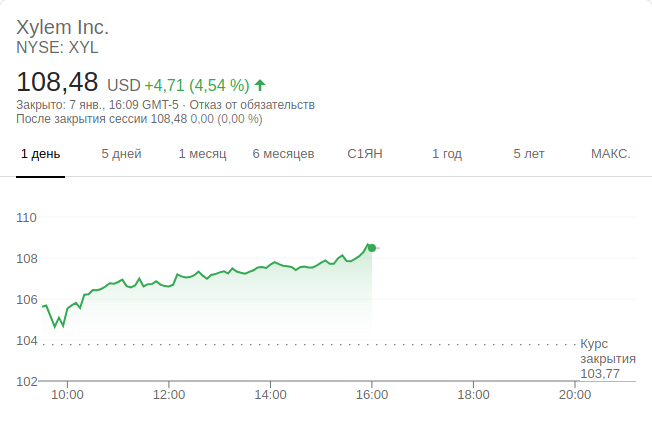 Xylem Inc.
NYSE: XYL
108,48 USD +4,71 (4,54 %)
Закрыто: 7 янв., 16:09 GMT-5 · Отказ от обязательств
После закрытия сессии 108,48 0,00 (0,00 %)
1 день 5 дней 1 месяц 6 месяцев С1ЯН 1 год 5 лет МАКС.
110
108
106
104
Курс
закрытия
103,77
102
10:00 12:00 14:00 16:00 18:00 20:00